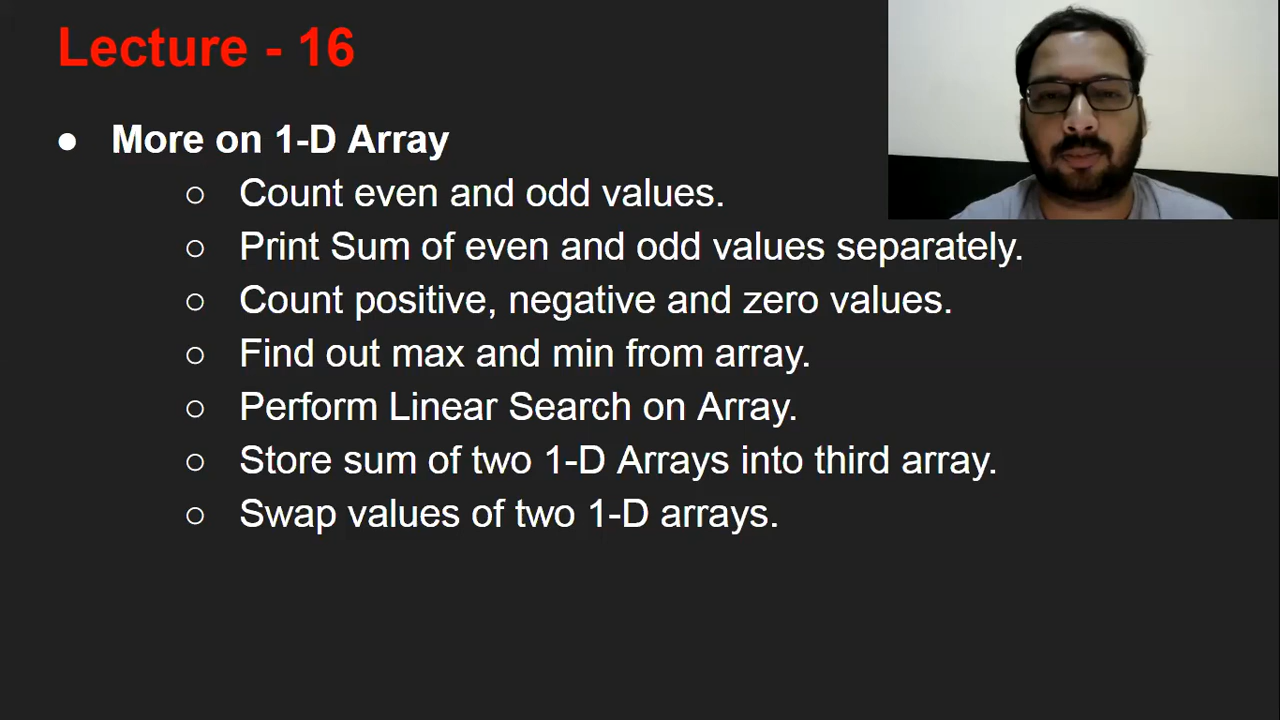 Lecture - 16
● More on 1-D Array
○ Count even and odd values.
○ Print Sum of even and odd values separately.
○ Count positive, negative and zero values.
○ Find out max and min from array.
○ Perform Linear Search on Array.
○ Store sum of two 1-D Arrays into third array.
○ Swap values of two 1-D arrays.